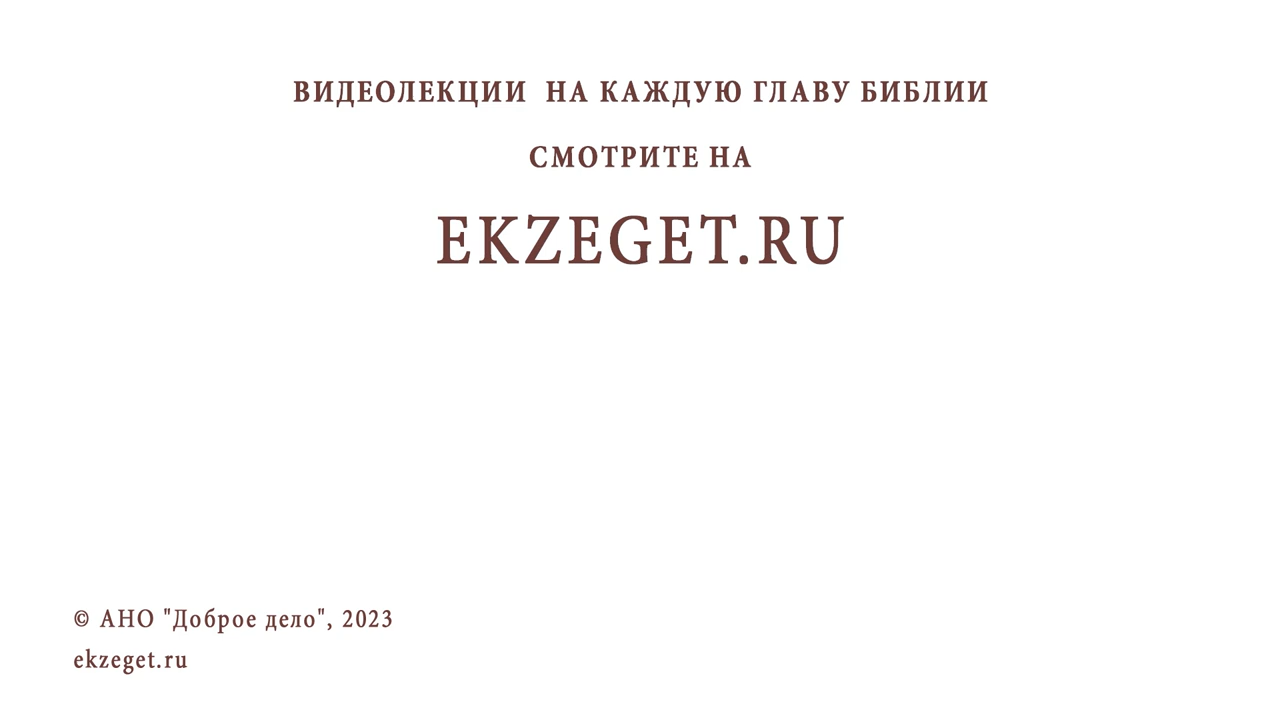 ВИДЕОЛЕКЦИИ НА КАЖДУЮ ГЛАВУ БИБЛИИ
СМОТРИТЕ НА
EKZEGET.RU
© АНО "Доброе дело", 2023
ekzeget.ru